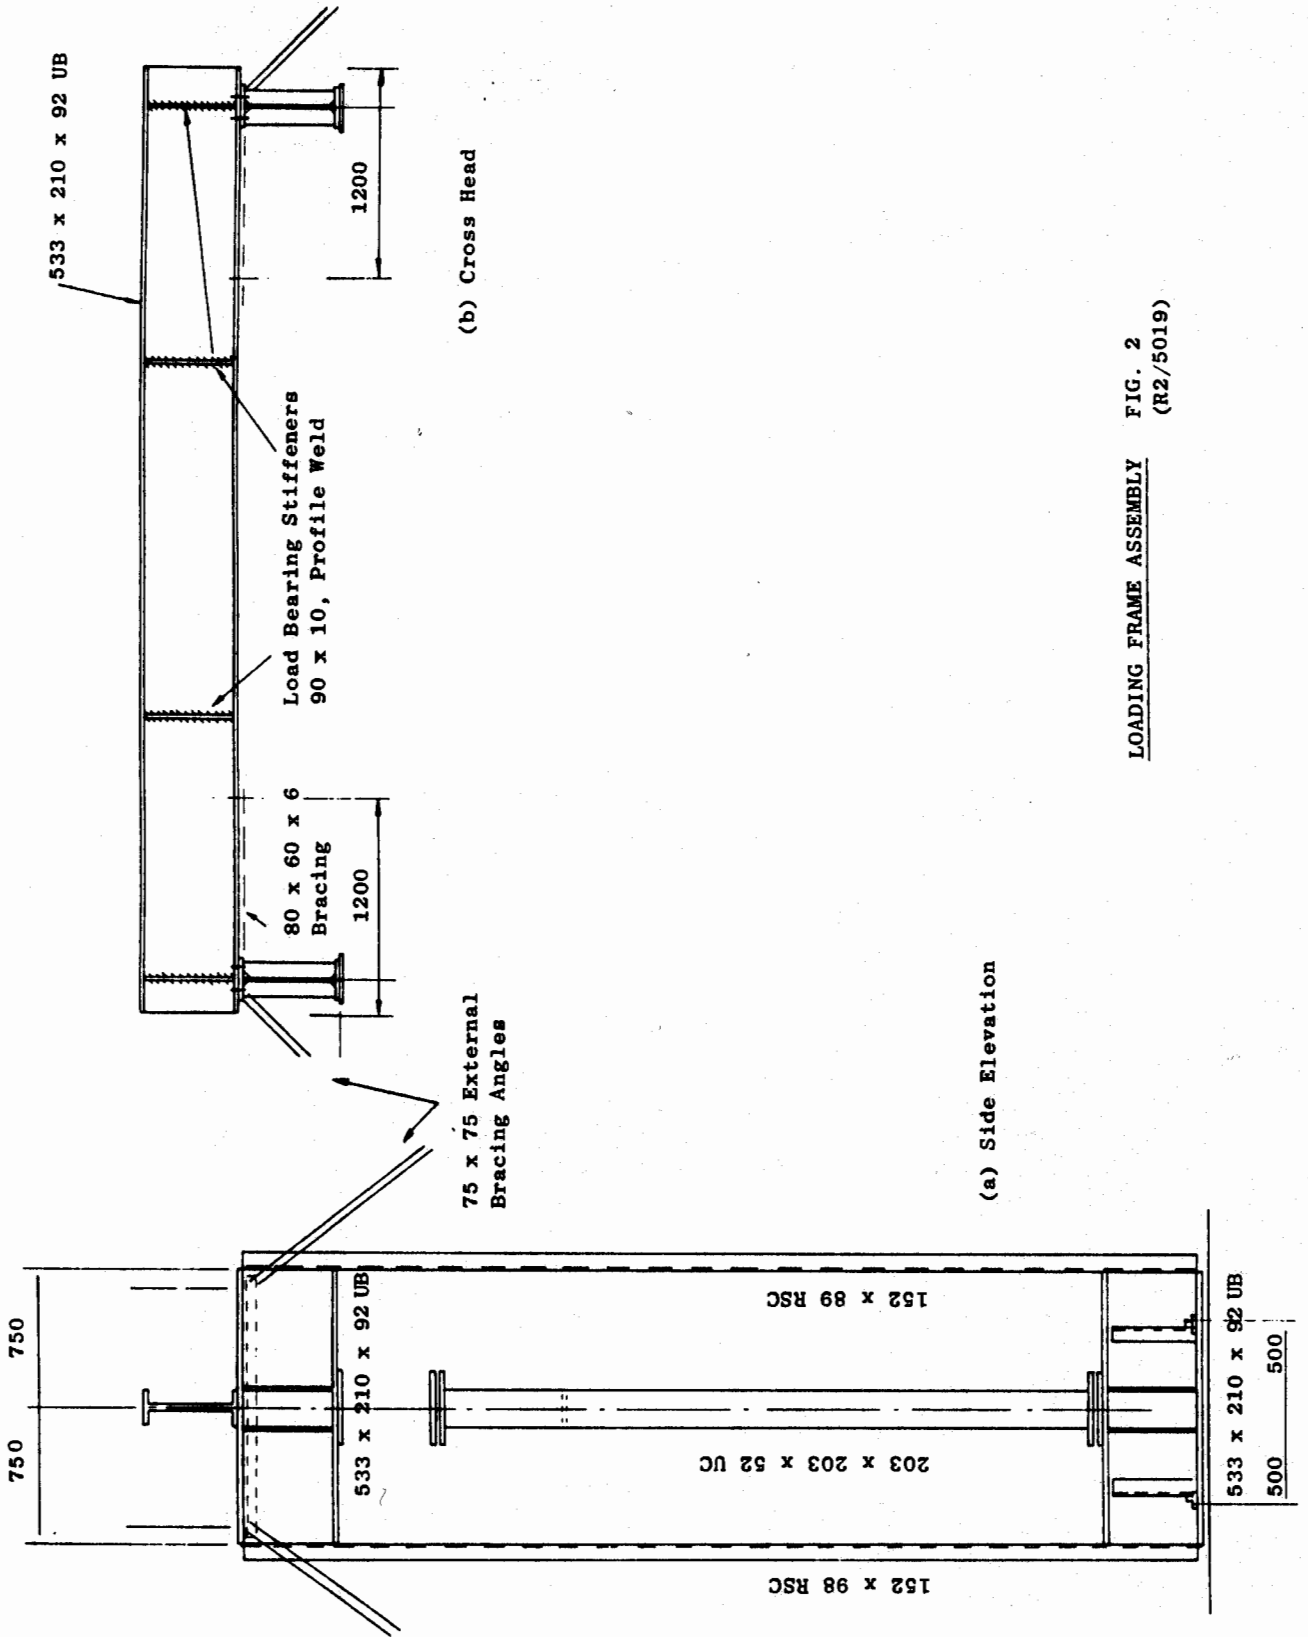 533 x 210 x 92 UB
1200
(b) Cross Head
Load Bearing Stiffeners
90 x 10, Profile Weld
80 x 60 x 6
Bracing
1200
75 x 75 External
Bracing Angles
750
750
533 x 210 x 92 UB
152 x 89 RSC
203 x 203 x 52 UC
152 x 98 RSC
533 x 210 x 92 UB
500
500
(a) Side Elevation
LOADING FRAME ASSEMBLY FIG. 2
(R2/5019)